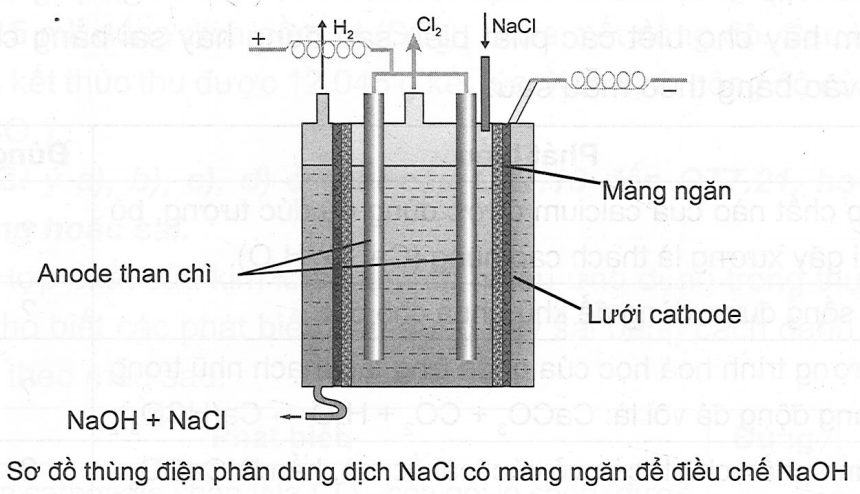 +
H₂
Cl₂
NaCl
−
Màng ngăn
Anode than chì
Lưới cathode
NaOH + NaCl
Sơ đồ thùng điện phân dung dịch NaCl có màng ngăn để điều chế NaOH